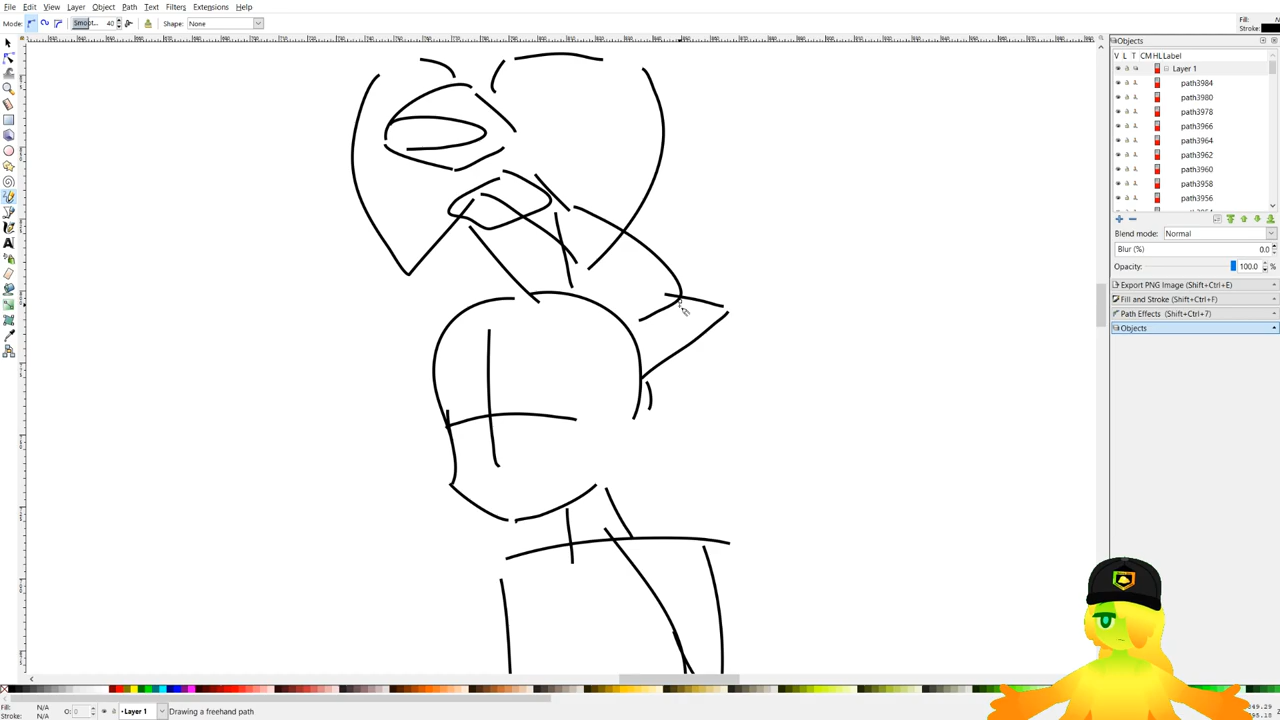 File Edit View Layer Object Path Text Filters Extensions Help
Mode: Smoot... 40 Shape: None
Fill:
Stroke:
Objects
V L T CM HL Label
Layer 1
path3984
path3980
path3978
path3966
path3964
path3962
path3960
path3958
path3956
Blend mode: Normal
Blur (%) 0.0
Opacity: 100.0 %
Export PNG Image (Shift+Ctrl+E)
Fill and Stroke (Shift+Ctrl+F)
Path Effects (Shift+Ctrl+7)
Objects
Fill: N/A
Stroke: N/A
O: 0
Layer 1
Drawing a freehand path